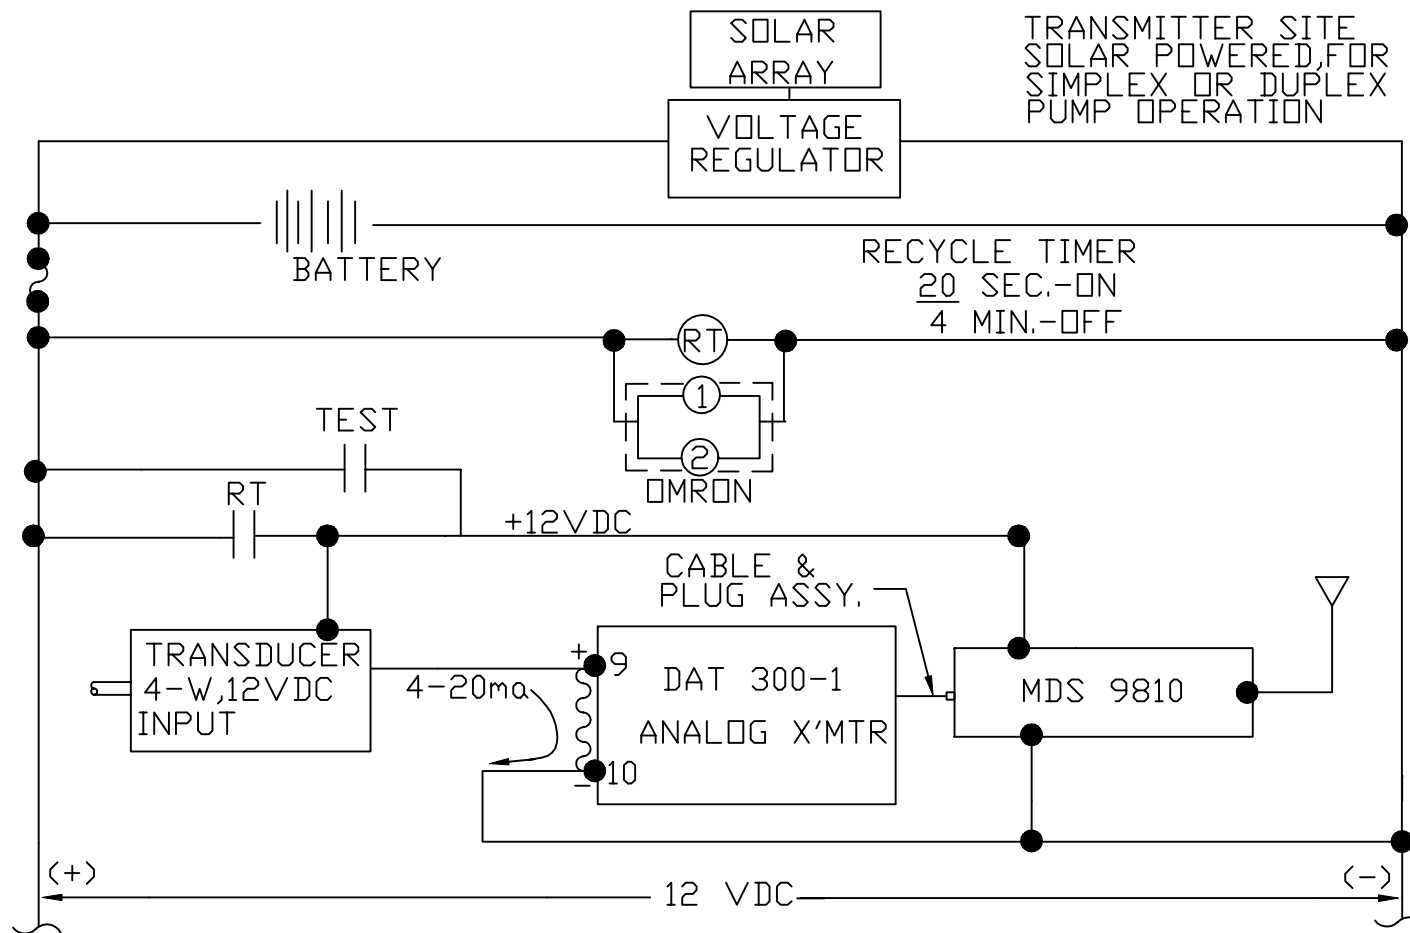 SOLAR
ARRAY
TRANSMITTER SITE
SOLAR POWERED,FOR
SIMPLEX OR DUPLEX
PUMP OPERATION
VOLTAGE
REGULATOR
BATTERY
RECYCLE TIMER
20 SEC.-ON
4 MIN.-OFF
RT
1
2
OMRON
TEST
RT
+12VDC
CABLE &
PLUG ASSY.
TRANSDUCER
4-W,12VDC
INPUT
4-20ma
+
9
DAT 300-1
ANALOG X'MTR
10
-
MDS 9810
(+)
12 VDC
(-)